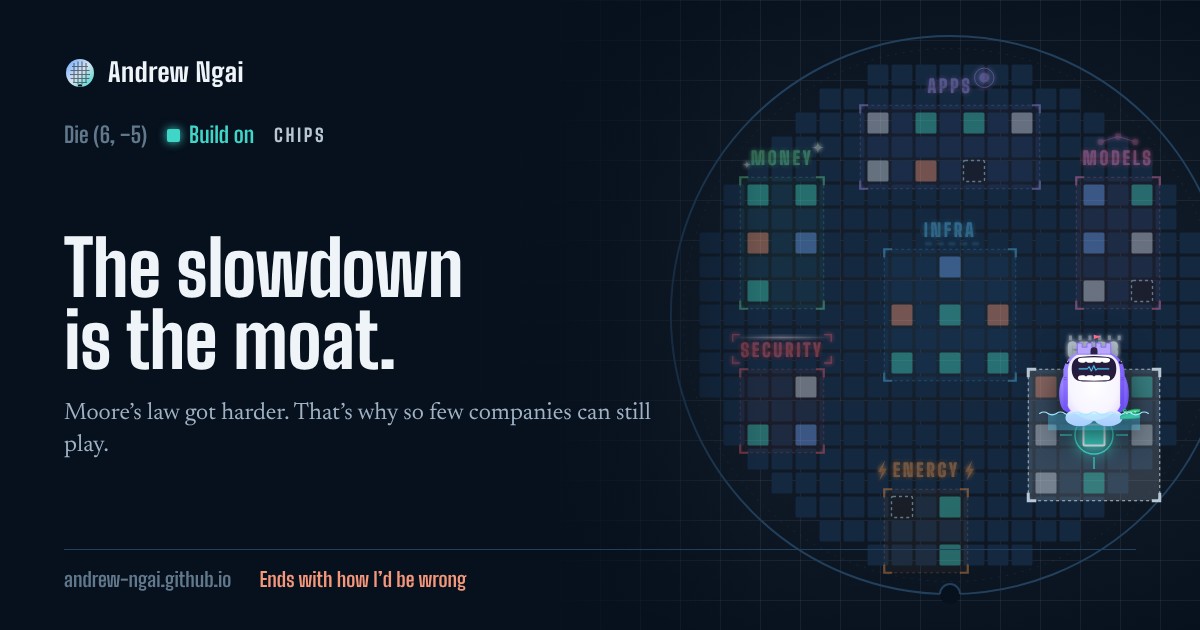 Andrew Ngai
Die (6, −5) Build on CHIPS
The slowdown
is the moat.
Moore’s law got harder. That’s why so few companies can still
play.
APPS
MONEY
MODELS
INFRA
SECURITY
ENERGY
andrew-ngai.github.io Ends with how I’d be wrong